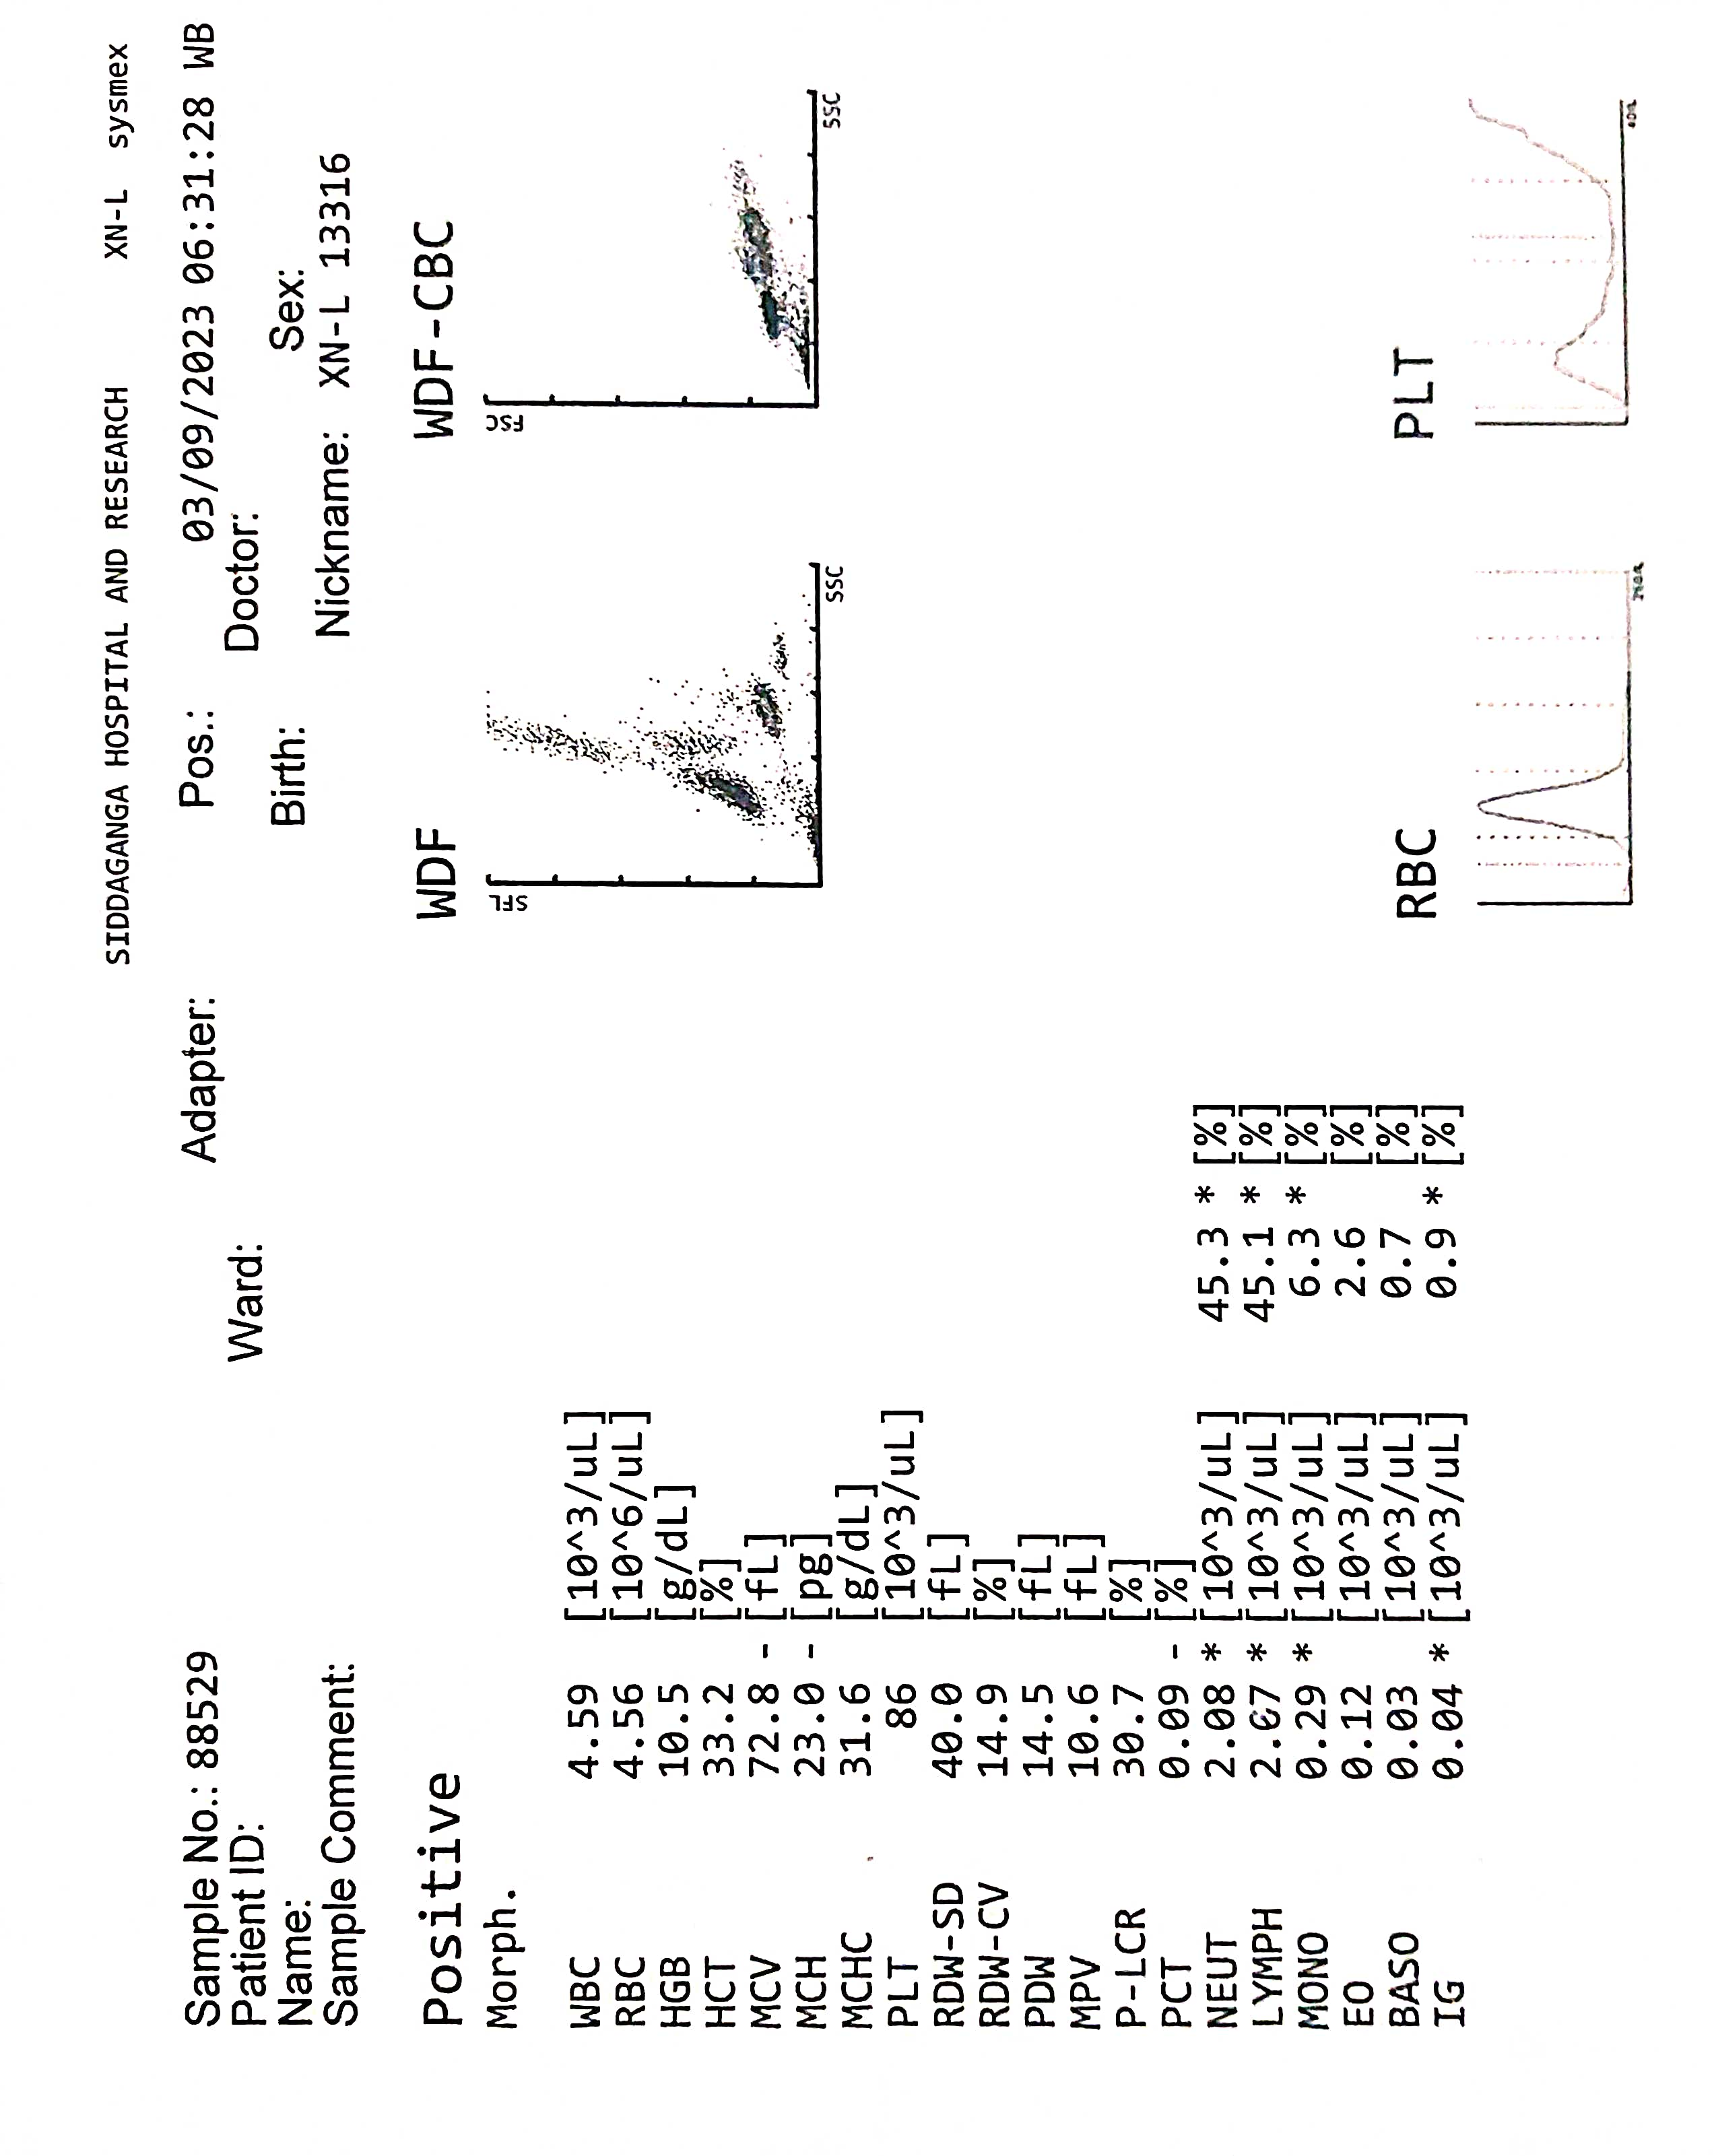 SIDDAGANGA HOSPITAL AND RESEARCH XN-L sysmex
Sample No.: 88529 Adapter: Pos.: 03/09/2023 06:31:28 WB
Patient ID: Ward: Doctor:
Name: Birth: Sex:
Sample Comment: Nickname: XN-L 13316
Positive
Morph.
WDF
WDF-CBC
SFL
SSC
FSC
SSC
WBC 4.59 [10^3/uL]
RBC 4.56 [10^6/uL]
HGB 10.5 [g/dL]
HCT 33.2 [%]
MCV 72.8 - [fL]
MCH 23.0 - [pg]
MCHC 31.6 [g/dL]
PLT 86 [10^3/uL]
RDW-SD 40.0 [fL]
RDW-CV 14.9 [%]
PDW 14.5 [fL]
MPV 10.6 [fL]
P-LCR 30.7 [%]
PCT 0.09 - [%]
NEUT 2.08 * [10^3/uL] 45.3 * [%]
LYMPH 2.07 * [10^3/uL] 45.1 * [%]
MONO 0.29 * [10^3/uL] 6.3 * [%]
EO 0.12 [10^3/uL] 2.6 [%]
BASO 0.03 [10^3/uL] 0.7 [%]
IG 0.04 * [10^3/uL] 0.9 * [%]
RBC
PLT